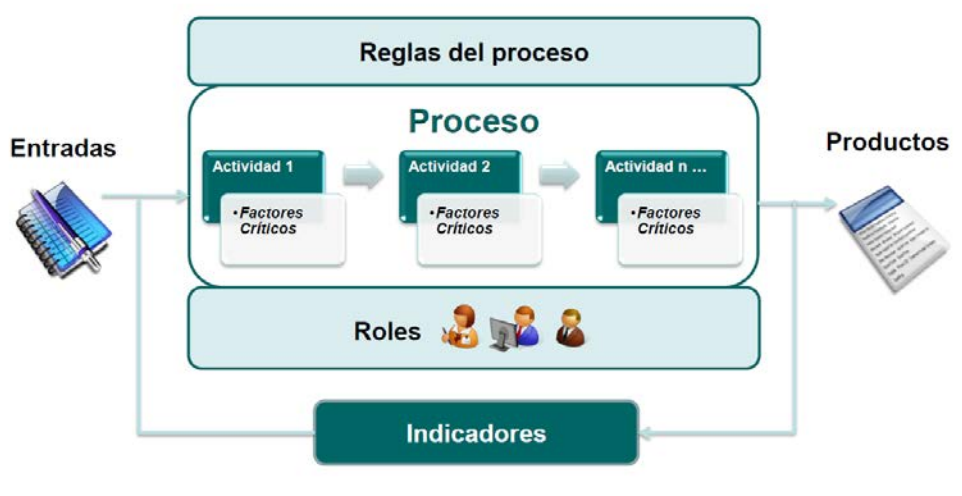 Reglas del proceso
Proceso
Entradas
Productos
Actividad 1
Actividad 2
Actividad n ...
•Factores
Críticos
•Factores
Críticos
•Factores
Críticos
Roles
Indicadores